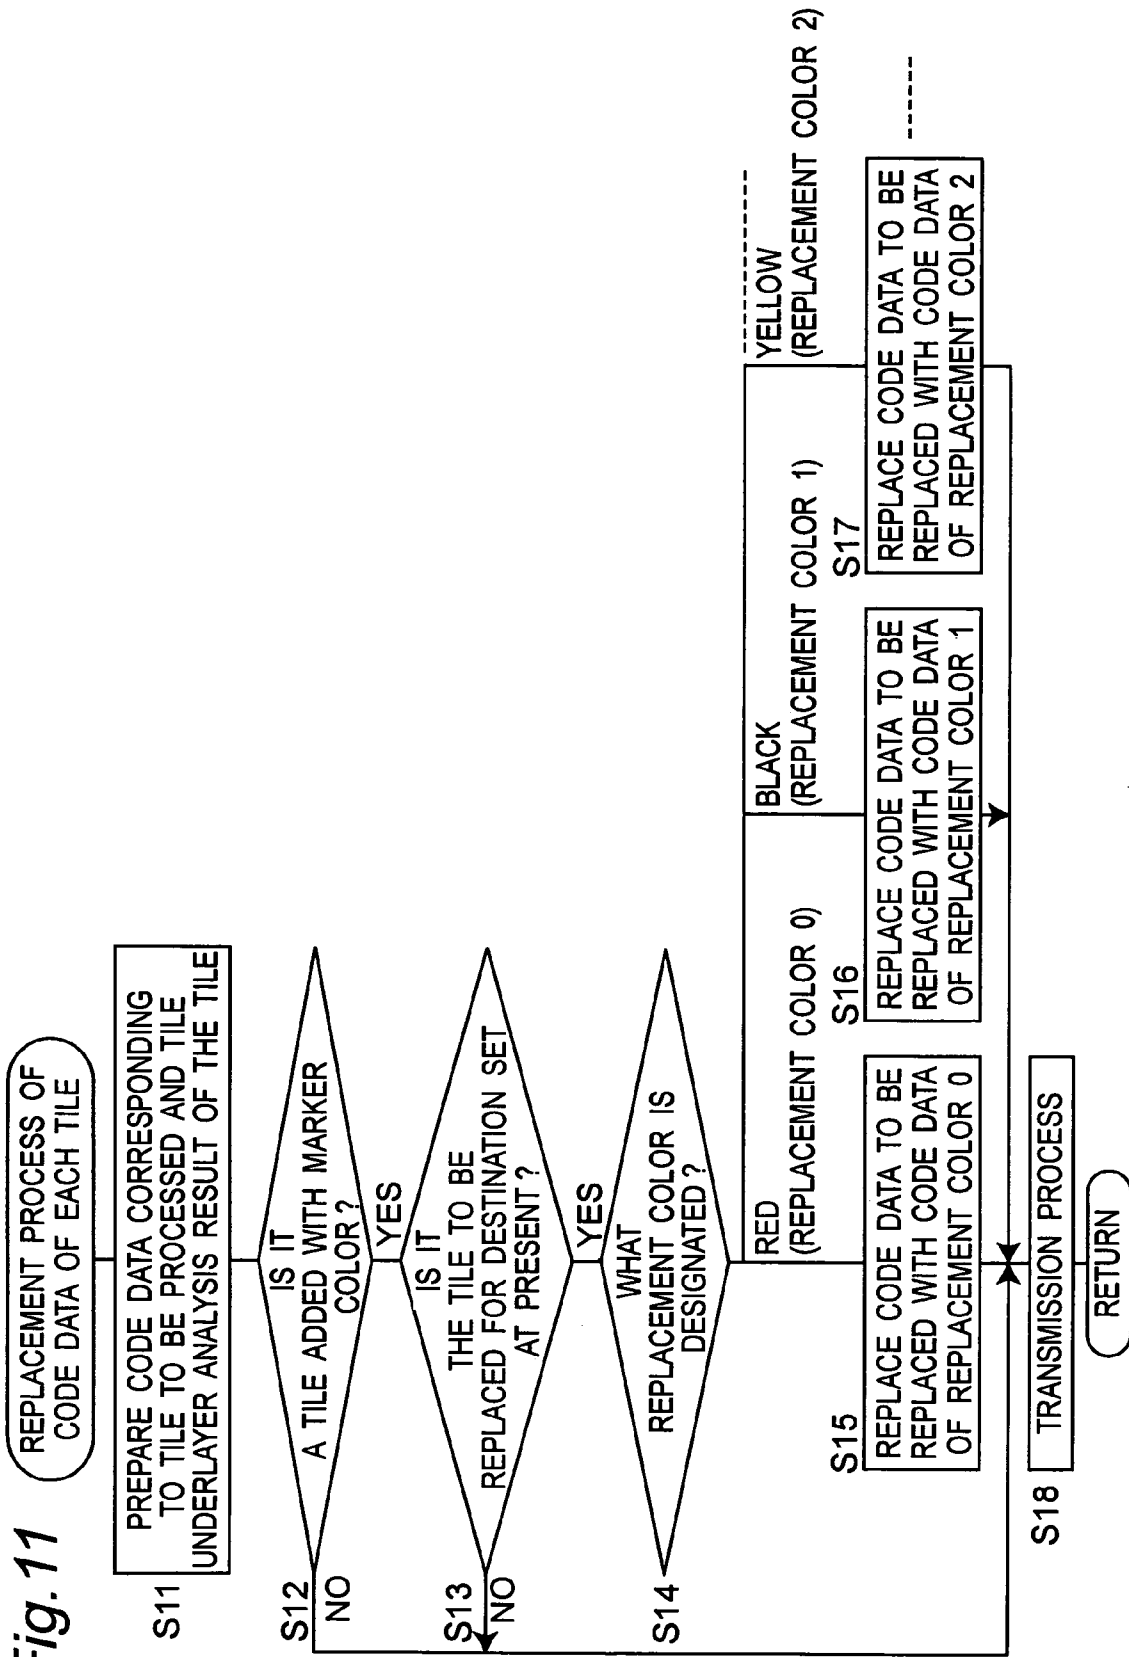 Fig.11
REPLACEMENT PROCESS OF
CODE DATA OF EACH TILE
S11
PREPARE CODE DATA CORRESPONDING
TO TILE TO BE PROCESSED AND TILE
UNDERLAYER ANALYSIS RESULT OF THE TILE
S12
IS IT
A TILE ADDED WITH MARKER
COLOR?
NO
YES
S13
IS IT
THE TILE TO BE
REPLACED FOR DESTINATION SET
AT PRESENT?
NO
YES
S14
WHAT
REPLACEMENT COLOR IS
DESIGNATED?
RED
(REPLACEMENT COLOR 0)
BLACK
(REPLACEMENT COLOR 1)
YELLOW
(REPLACEMENT COLOR 2)
S15
REPLACE CODE DATA TO BE
REPLACED WITH CODE DATA
OF REPLACEMENT COLOR 0
S16
REPLACE CODE DATA TO BE
REPLACED WITH CODE DATA
OF REPLACEMENT COLOR 1
S17
REPLACE CODE DATA TO BE
REPLACED WITH CODE DATA
OF REPLACEMENT COLOR 2
S18
TRANSMISSION PROCESS
RETURN